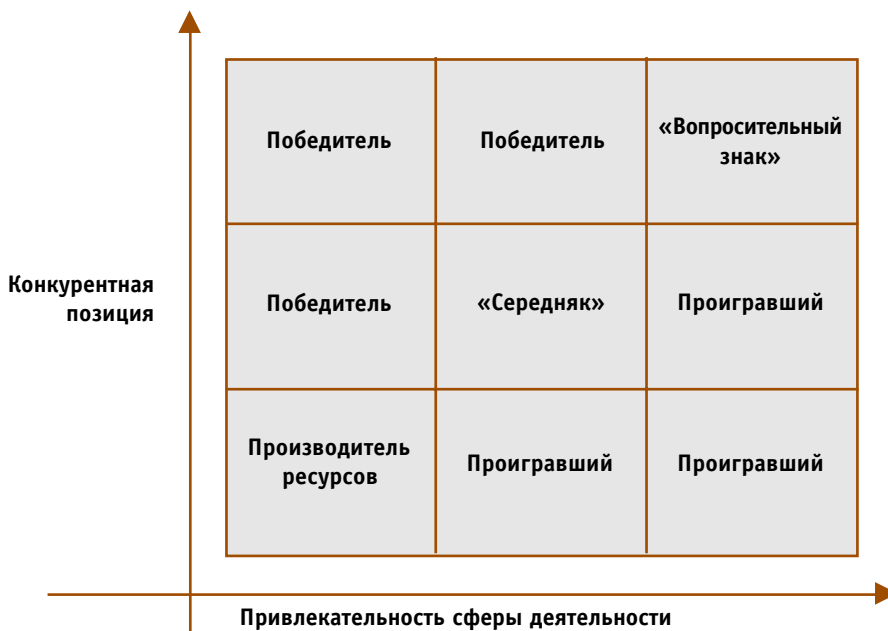 Победитель
Победитель
«Вопросительный
знак»
Конкурентная
позиция
Победитель
«Середняк»
Проигравший
Производитель
ресурсов
Проигравший
Проигравший
Привлекательность сферы деятельности